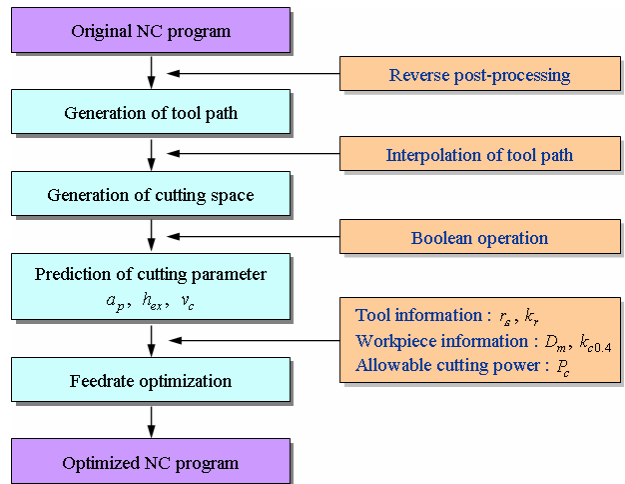 Original NC program
Reverse post-processing
Generation of tool path
Interpolation of tool path
Generation of cutting space
Boolean operation
Prediction of cutting parameter
a_p, h_ex, v_c
Tool information : r_ε, k_r
Workpiece information : D_m, k_c0.4
Allowable cutting power : P_c
Feedrate optimization
Optimized NC program